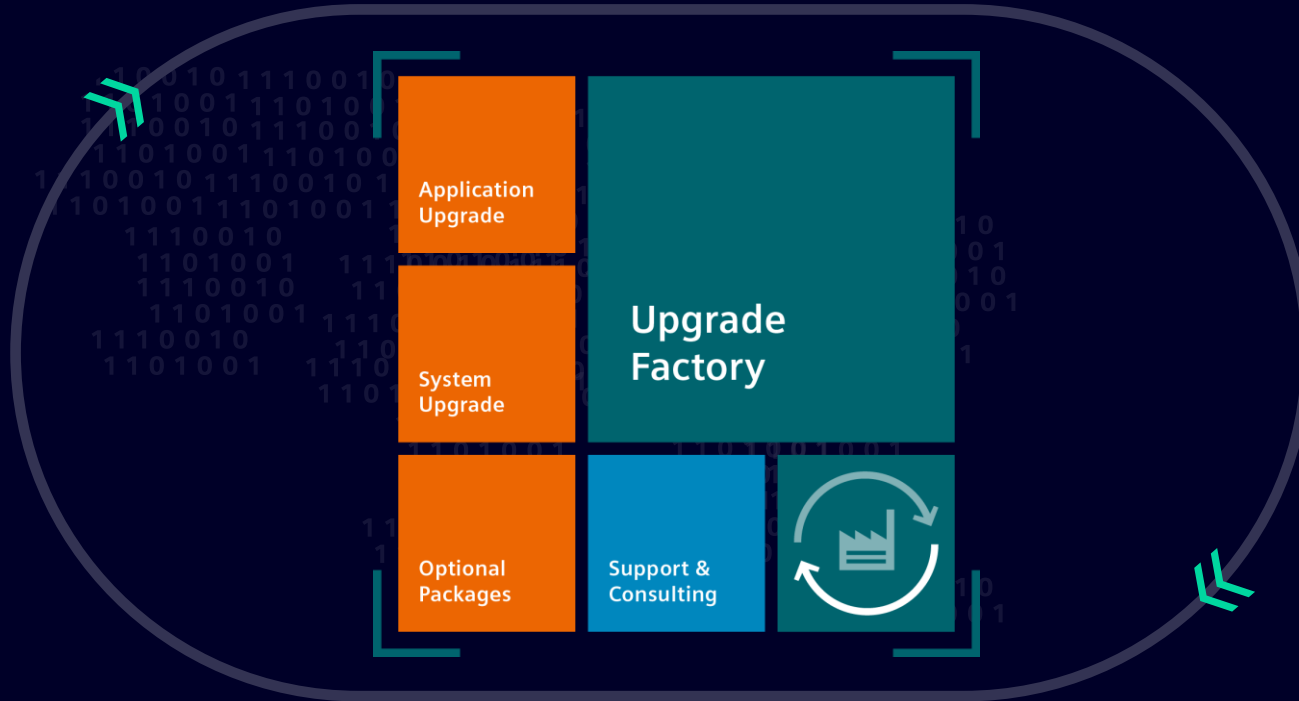 Application
Upgrade
Upgrade
Factory
System
Upgrade
Optional
Packages
Support &
Consulting